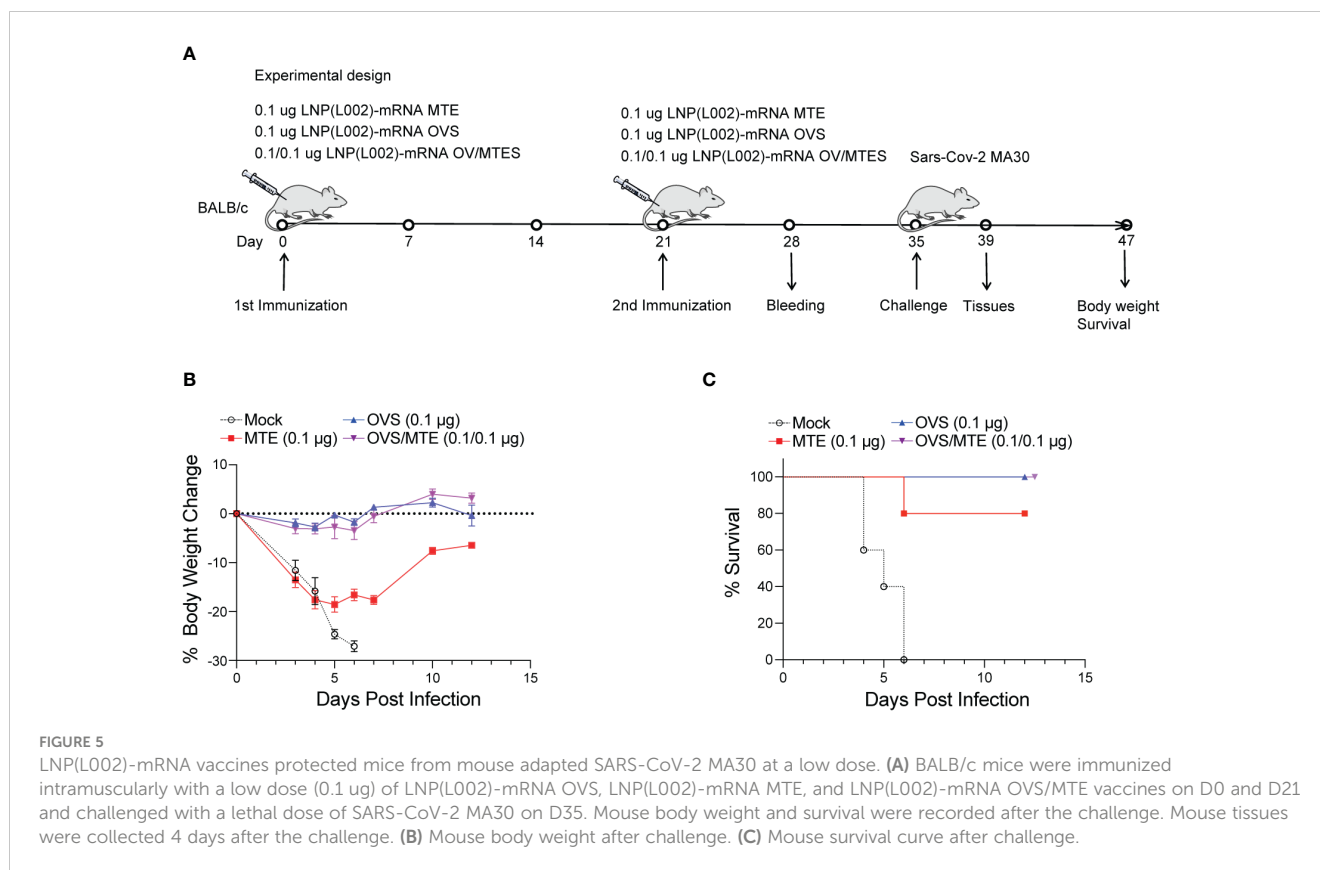 A
Experimental design
0.1 ug LNP(L002)-mRNA MTE
0.1 ug LNP(L002)-mRNA OVS
0.1/0.1 ug LNP(L002)-mRNA OV/MTES
0.1 ug LNP(L002)-mRNA MTE
0.1 ug LNP(L002)-mRNA OVS
0.1/0.1 ug LNP(L002)-mRNA OV/MTES
Sars-Cov-2 MA30
BALB/c
Day 0 7 14 21 28 35 39 47
1st Immunization 2nd Immunization Bleeding Challenge Tissues Body weight
Survival
B
Mock OVS (0.1 µg)
MTE (0.1 µg) OVS/MTE (0.1/0.1 µg)
% Body Weight Change
10
0
-10
-20
-30
0 5 10 15
Days Post Infection
C
Mock OVS (0.1 µg)
MTE (0.1 µg) OVS/MTE (0.1/0.1 µg)
% Survival
100
80
60
40
20
0
0 5 10 15
Days Post Infection
FIGURE 5
LNP(L002)-mRNA vaccines protected mice from mouse adapted SARS-CoV-2 MA30 at a low dose. (A) BALB/c mice were immunized
intramuscularly with a low dose (0.1 ug) of LNP(L002)-mRNA OVS, LNP(L002)-mRNA MTE, and LNP(L002)-mRNA OVS/MTE vaccines on D0 and D21
and challenged with a lethal dose of SARS-CoV-2 MA30 on D35. Mouse body weight and survival were recorded after the challenge. Mouse tissues
were collected 4 days after the challenge. (B) Mouse body weight after challenge. (C) Mouse survival curve after challenge.